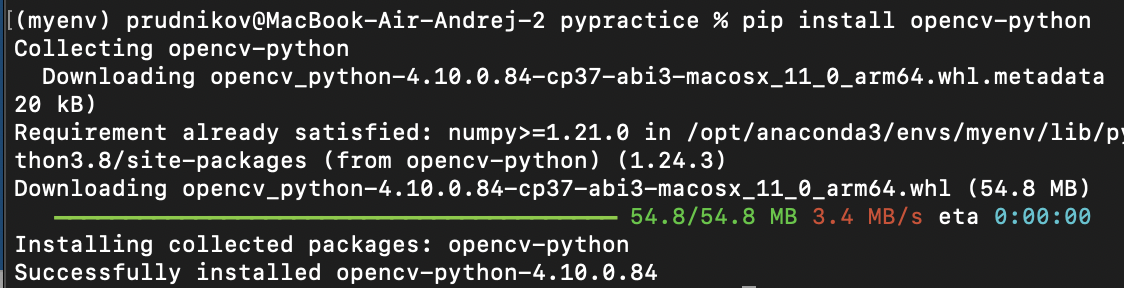 [(myenv) prudnikov@MacBook-Air-Andrej-2 pypractice % pip install opencv-python
Collecting opencv-python
  Downloading opencv_python-4.10.0.84-cp37-abi3-macosx_11_0_arm64.whl.metadata
20 kB)
Requirement already satisfied: numpy>=1.21.0 in /opt/anaconda3/envs/myenv/lib/py
thon3.8/site-packages (from opencv-python) (1.24.3)
Downloading opencv_python-4.10.0.84-cp37-abi3-macosx_11_0_arm64.whl (54.8 MB)
54.8/54.8 MB 3.4 MB/s eta 0:00:00
Installing collected packages: opencv-python
Successfully installed opencv-python-4.10.0.84